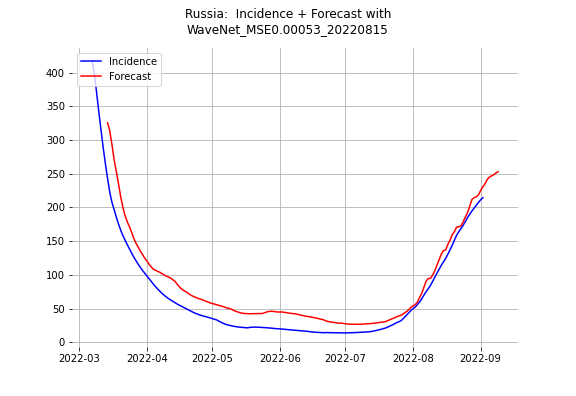 Russia:  Incidence + Forecast with
WaveNet_MSE0.00053_20220815
Incidence
Forecast
400
350
300
250
200
150
100
50
0
2022-03 2022-04 2022-05 2022-06 2022-07 2022-08 2022-09